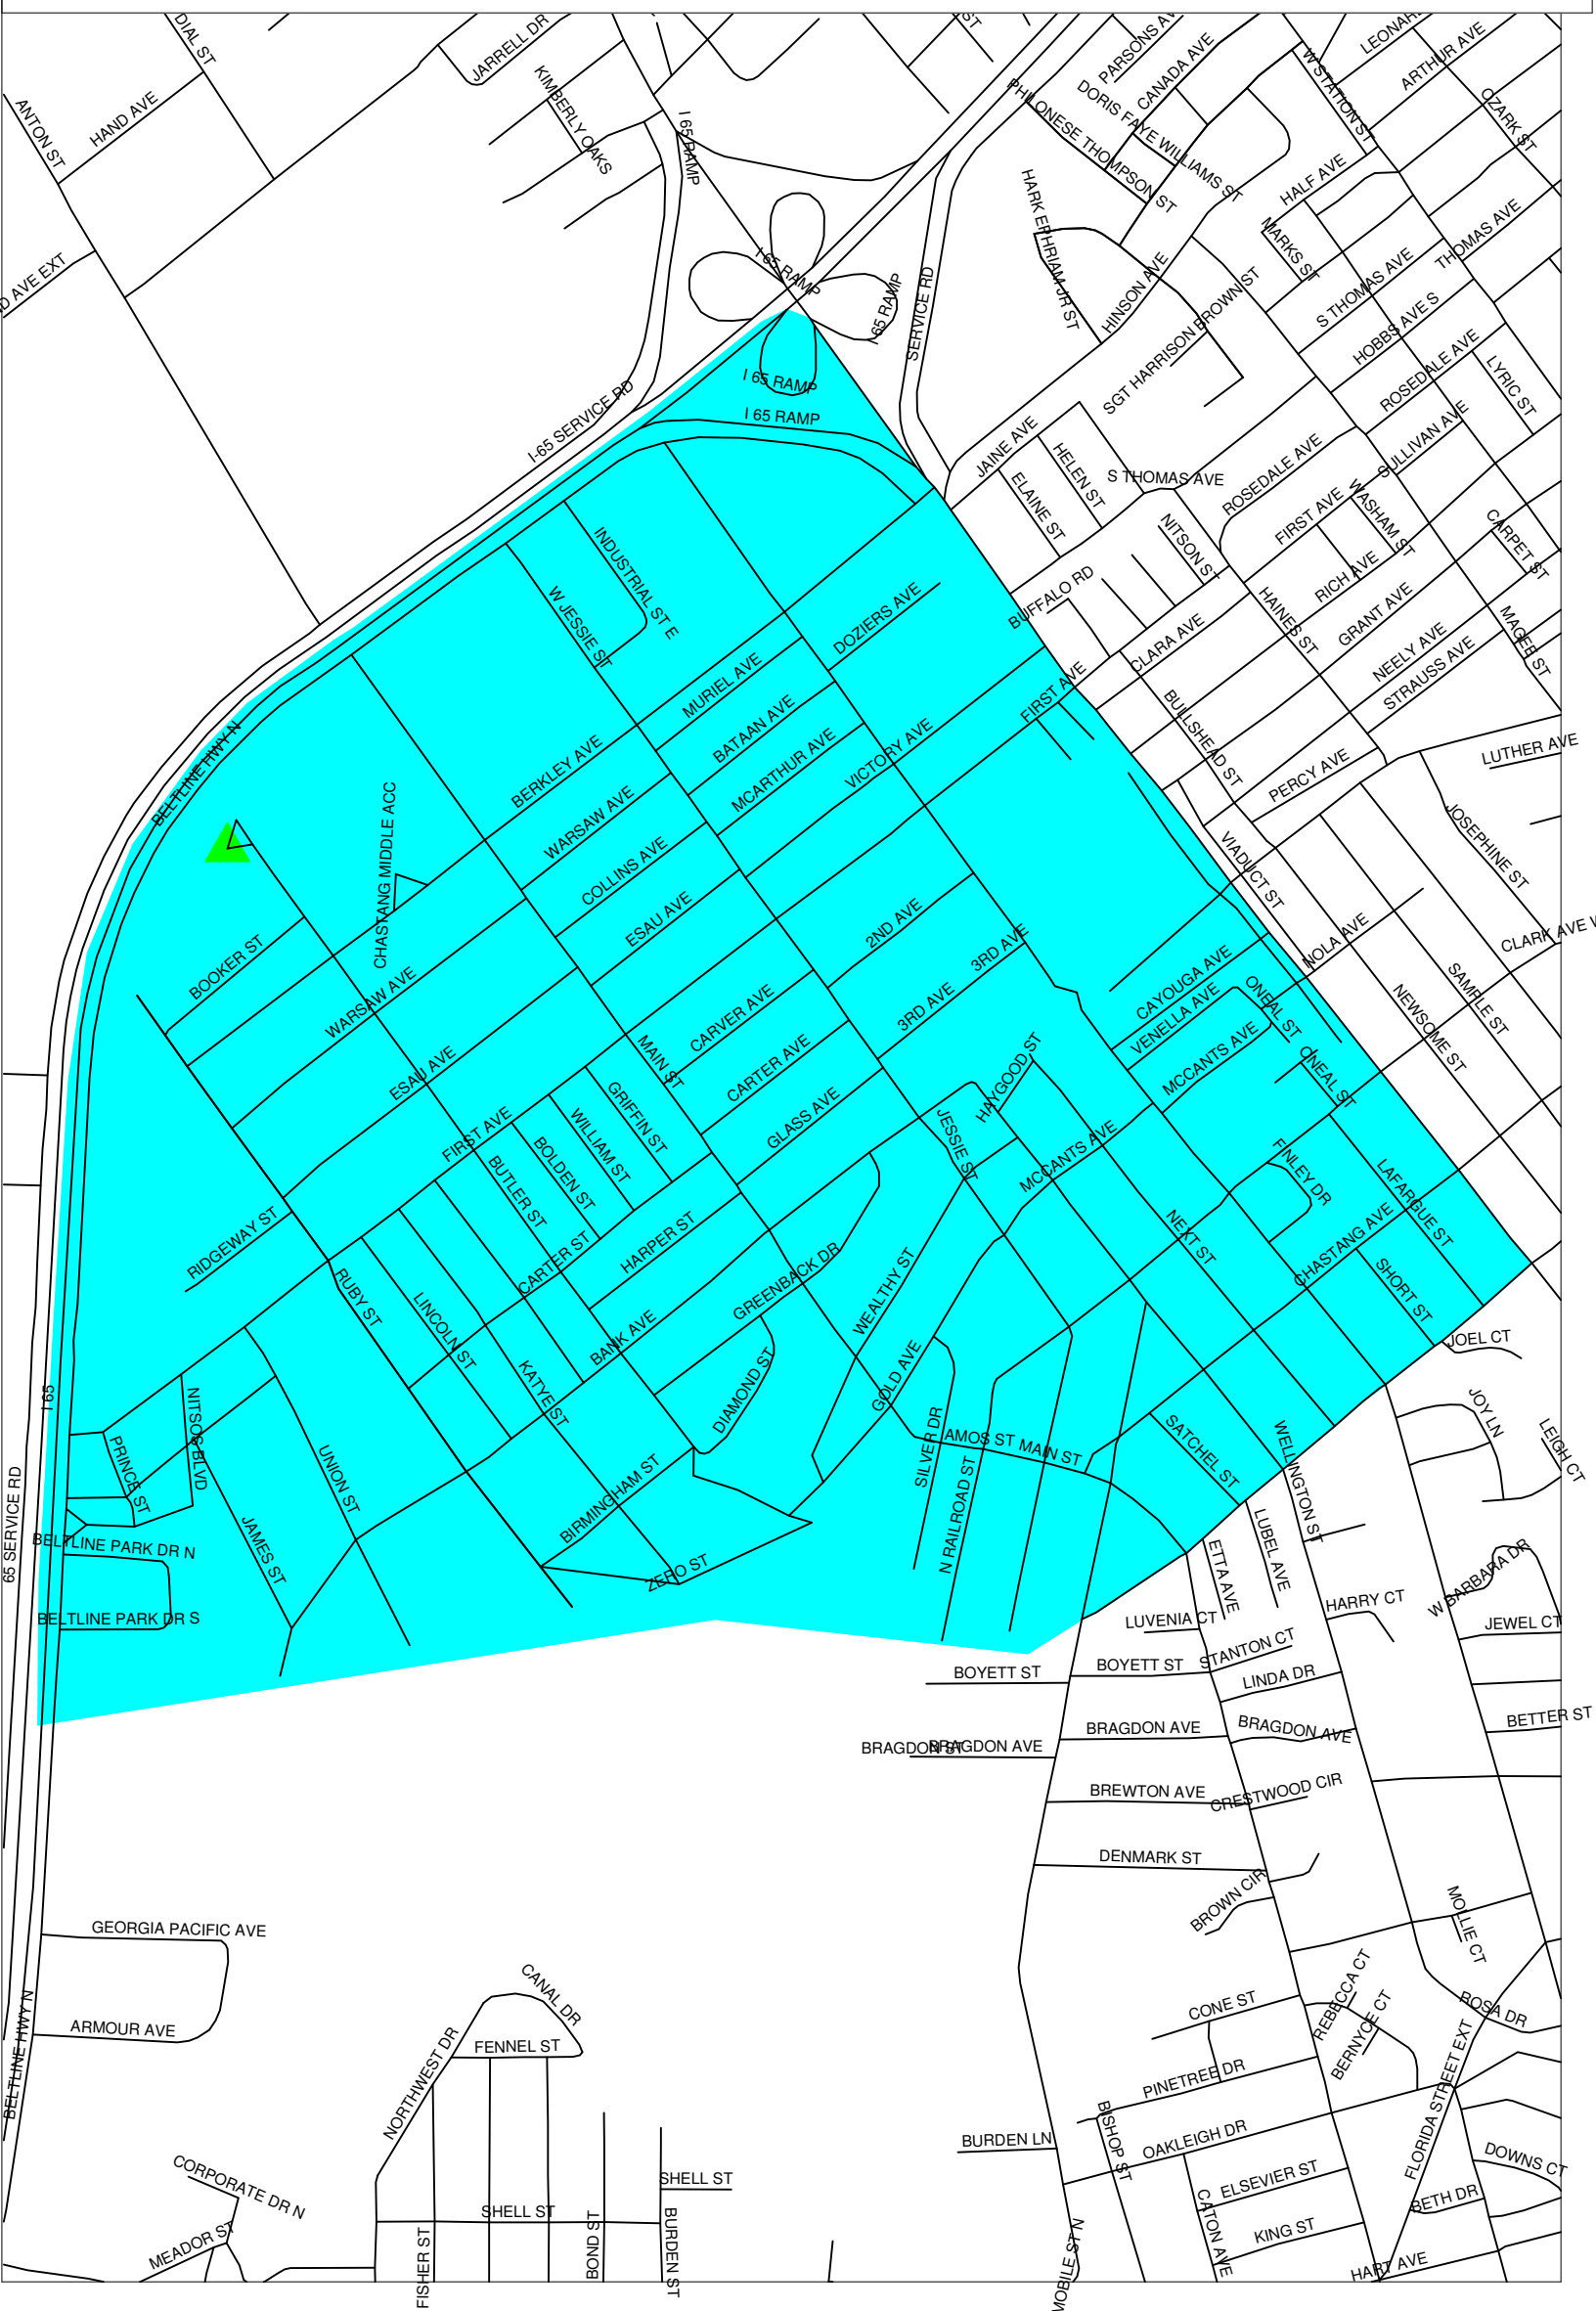 DIAL ST
JARRELL DR
ST
PARSONS AV
CANADA AVE
LEONAR
ARTHUR AVE
W STATION ST
OZARK ST
ANTON ST
HAND AVE
KIMBERLY OAKS
I 65 RAMP
PHILONESE THOMPSON ST
DORIS FAYE WILLIAMS ST
HALF AVE
MARKS ST
THOMAS AVE
S THOMAS AVE
HARK EPHRIAM JR ST
HINSON AVE
SGT HARRISON BROWN ST
D AVE EXT
I 65 RAMP
I 65 RAMP
SERVICE RD
HOBBS AVE S
ROSEDALE AVE
LYRIC ST
I 65 RAMP
I 65 RAMP
I-65 SERVICE RD
JAINE AVE
HELEN ST
ELAINE ST
S THOMAS AVE
ROSEDALE AVE
SULLIVAN AVE
FIRST AVE
WASHAM ST
CARPET ST
NITSON ST
RICH AVE
GRANT AVE
INDUSTRIAL ST E
W JESSIE ST
BUFFALO RD
HAINES ST
MAGEE ST
DOZIERS AVE
CLARA AVE
NEELY AVE
STRAUSS AVE
MURIEL AVE
BATAAN AVE
MCARTHUR AVE
VICTORY AVE
FIRST AVE
BULLSHEAD ST
PERCY AVE
LUTHER AVE
BELTLINE HWY N
BERKLEY AVE
WARSAW AVE
COLLINS AVE
ESAU AVE
CHASTANG MIDDLE ACC
VIADUCT ST
JOSEPHINE ST
2ND AVE
3RD AVE
3RD AVE
NOLA AVE
CLARK AVE W
BOOKER ST
WARSAW AVE
CAYOUGA AVE
VENELLA AVE
ONEAL ST
NEWSOME ST
SAMPLE ST
ESAU AVE
MAIN ST
CARVER AVE
CARTER AVE
GLASS AVE
HAYGOOD ST
MCCANTS AVE
ONEAL ST
FIRST AVE
GRIFFIN ST
WILLIAM ST
BOLDEN ST
BUTLER ST
JESSIE ST
MCCANTS AVE
FINLEY DR
LAFARGUE ST
RIDGEWAY ST
RUBY ST
CARTER ST
HARPER ST
GREENBACK DR
WEALTHY ST
NEXT ST
CHASTANG AVE
SHORT ST
LINCOLN ST
BANK AVE
GOLD AVE
JOEL CT
KATYE ST
DIAMOND ST
I 65
NITSOS BLVD
PRINCE ST
UNION ST
SILVER DR
AMOS ST MAIN ST
SATCHEL ST
WELLINGTON ST
JOY LN
LEIGH CT
65 SERVICE RD
JAMES ST
BIRMINGHAM ST
ZERO ST
N RAILROAD ST
LUBEL AVE
ETTA AVE
BELTLINE PARK DR N
BELTLINE PARK DR S
LUVENIA CT
HARRY CT
W BARBARA DR
JEWEL CT
BOYETT ST
BOYETT ST
STANTON CT
LINDA DR
BRAGDON ST
BRAGDON AVE
BRAGDON AVE
BRAGDON AVE
BETTER ST
BREWTON AVE
CRESTWOOD CIR
DENMARK ST
BROWN CIR
MOLLIE CT
GEORGIA PACIFIC AVE
ARMOUR AVE
BELTLINE HWY N
CANAL DR
FENNEL ST
NORTHWEST DR
CONE ST
REBECCA CT
BERNYCE CT
ROSA DR
PINETREE DR
FLORIDA STREET EXT
BURDEN LN
BISHOP ST
OAKLEIGH DR
ELSEVIER ST
DOWNS CT
BETH DR
CORPORATE DR N
MEADOR ST
SHELL ST
SHELL ST
FISHER ST
BOND ST
BURDEN ST
MOBILE ST N
CATON AVE
KING ST
HART AVE